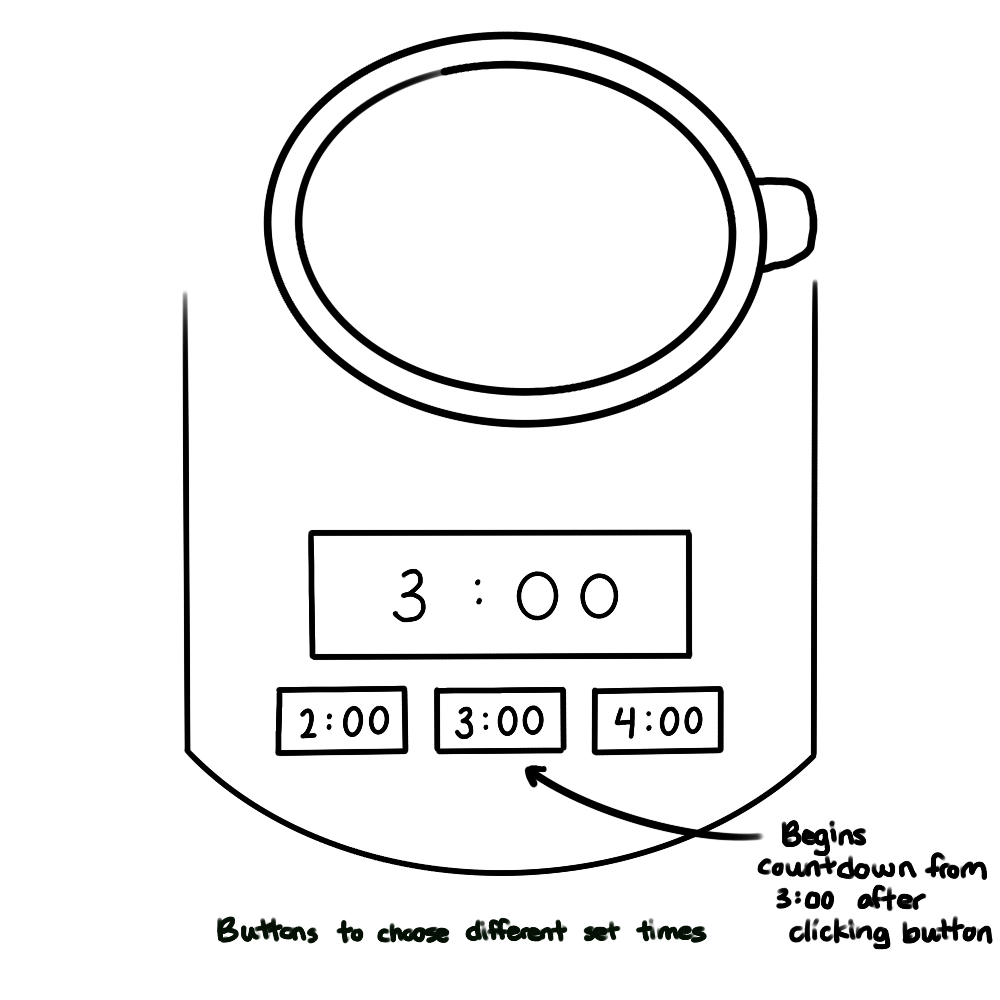 3 : 00
2:00 3:00 4:00
Begins
countdown from
3:00 after
clicking button
Buttons to choose different set times